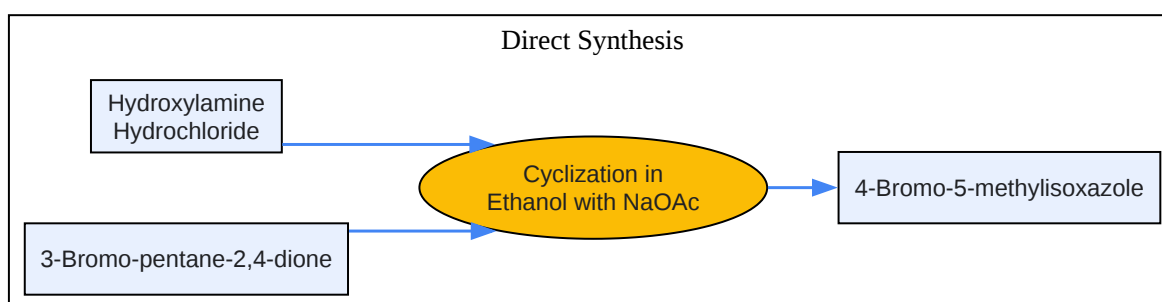 Direct Synthesis
Hydroxylamine
Hydrochloride
Cyclization in
Ethanol with NaOAc
4-Bromo-5-methylisoxazole
3-Bromo-pentane-2,4-dione